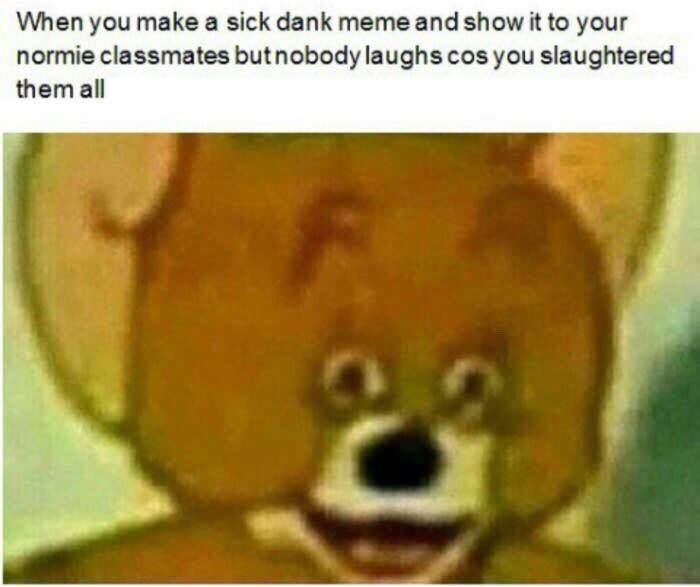 When you make a sick dank meme and show it to your
normie classmates but nobody laughs cos you slaughtered
them all